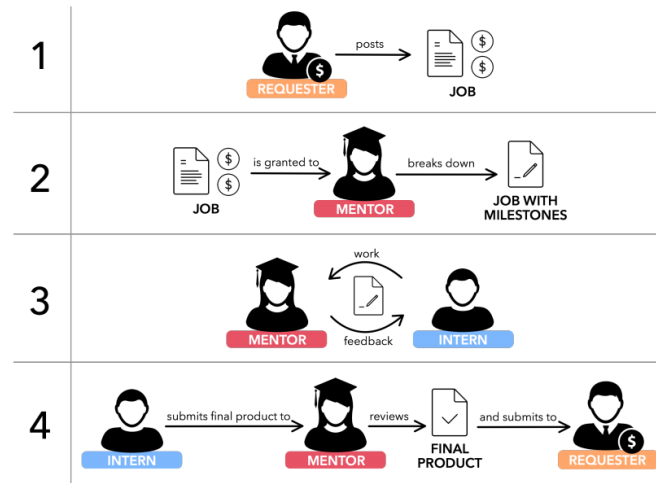 1
posts
$
$
$
REQUESTER
JOB
2
is granted to
breaks down
$
$
JOB
MENTOR
JOB WITH
MILESTONES
3
work
feedback
MENTOR
INTERN
4
submits final product to
reviews
and submits to
$
INTERN
MENTOR
FINAL
PRODUCT
REQUESTER